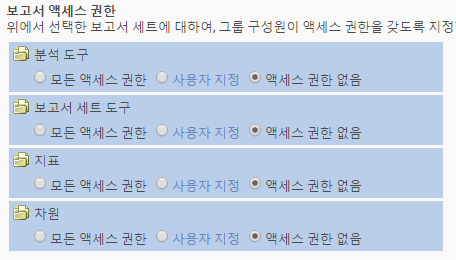 보고서 액세스 권한
위에서 선택한 보고서 세트에 대하여, 그룹 구성원이 액세스 권한을 갖도록 지정
분석 도구
모든 액세스 권한 사용자 지정 액세스 권한 없음
보고서 세트 도구
모든 액세스 권한 사용자 지정 액세스 권한 없음
지표
모든 액세스 권한 사용자 지정 액세스 권한 없음
차원
모든 액세스 권한 사용자 지정 액세스 권한 없음